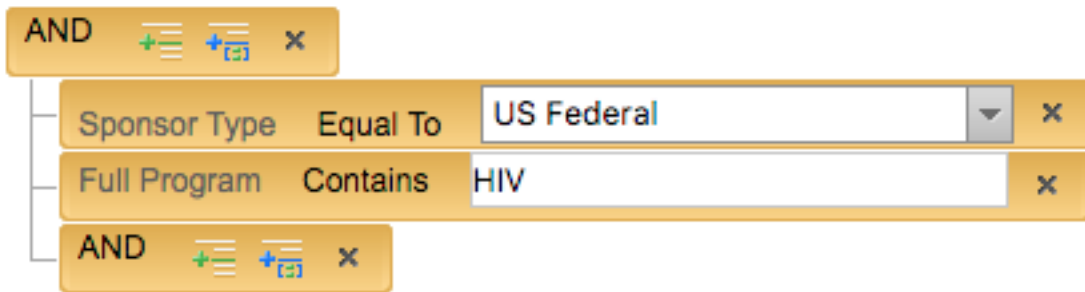 AND
Sponsor Type Equal To US Federal
Full Program Contains HIV
AND